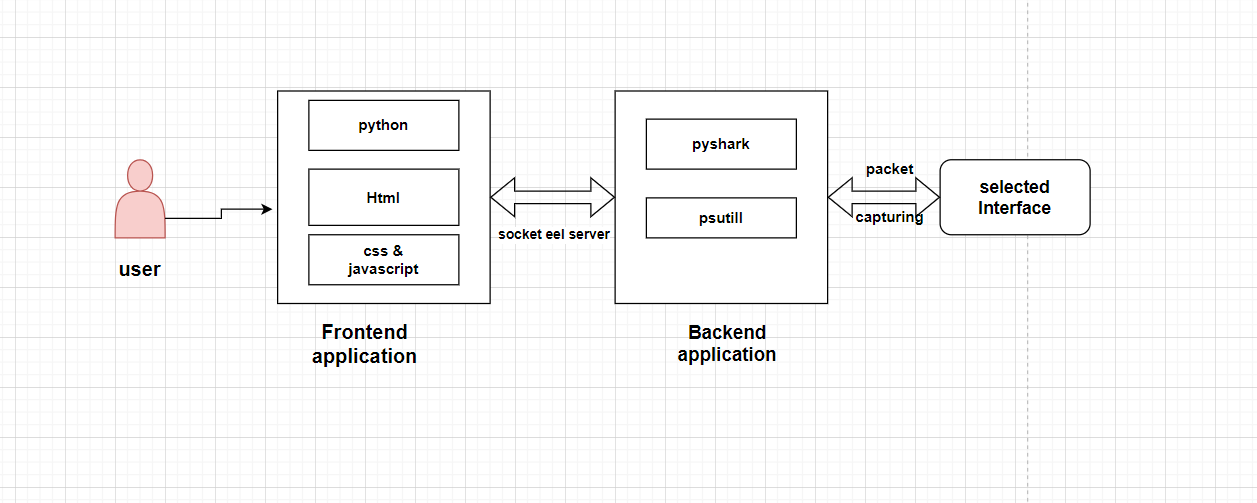 user
python
Html
css &
javascript
Frontend
application
socket eel server
pyshark
psutill
Backend
application
packet
capturing
selected
Interface